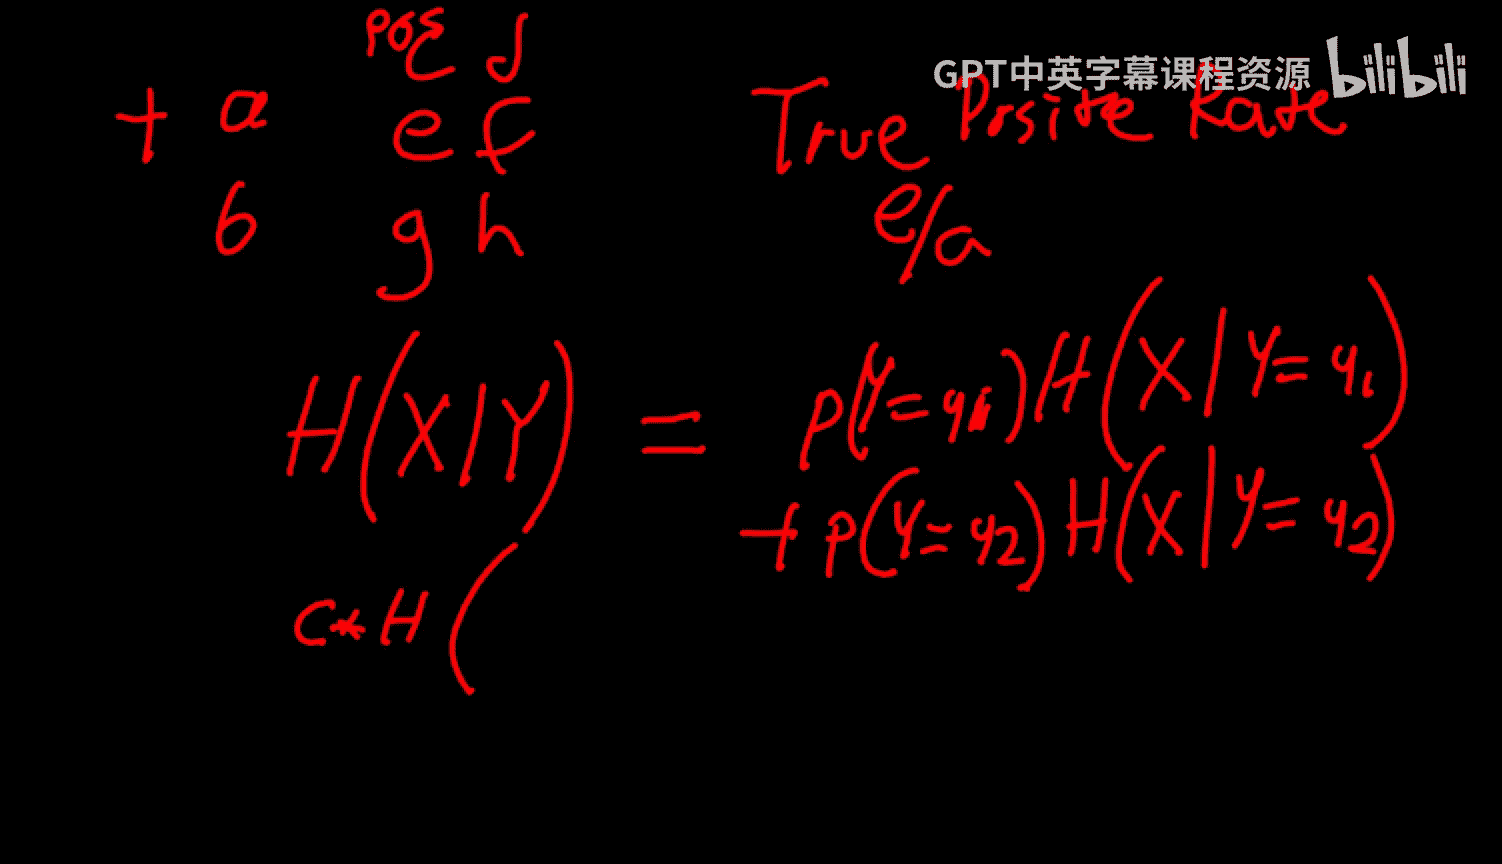 pos c d
GPT中英字幕课程资源 bilibili
+ a e f
True Posite Rate
b g h
e/a
H(X|Y) = P(Y=y1)H(X|Y=y1)
+ P(Y=y2)H(X|Y=y2)
C*H(